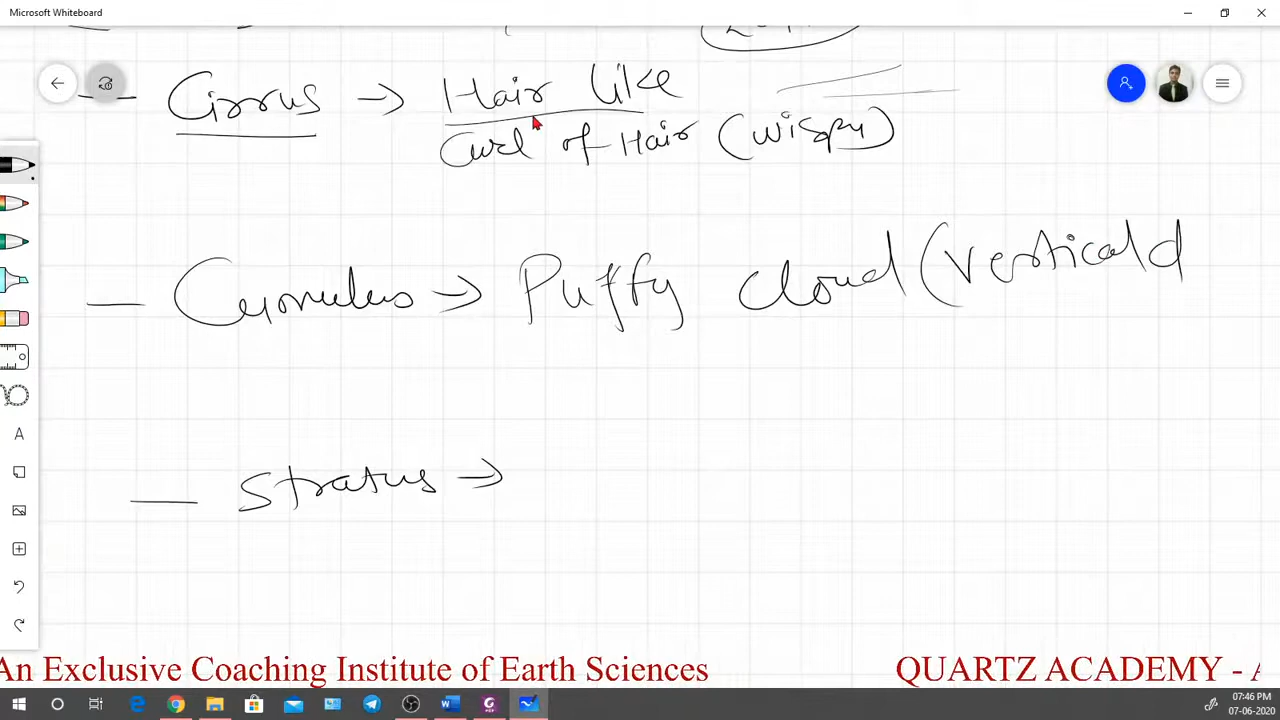 Microsoft Whiteboard
— Cirrus → Hair like
Curl of Hair (Wispy)
— Cumulus → Puffy cloud (Vertical d
— Stratus →
An Exclusive Coaching Institute of Earth Sciences QUARTZ ACADEMY - A
07:46 PM
07-06-2020